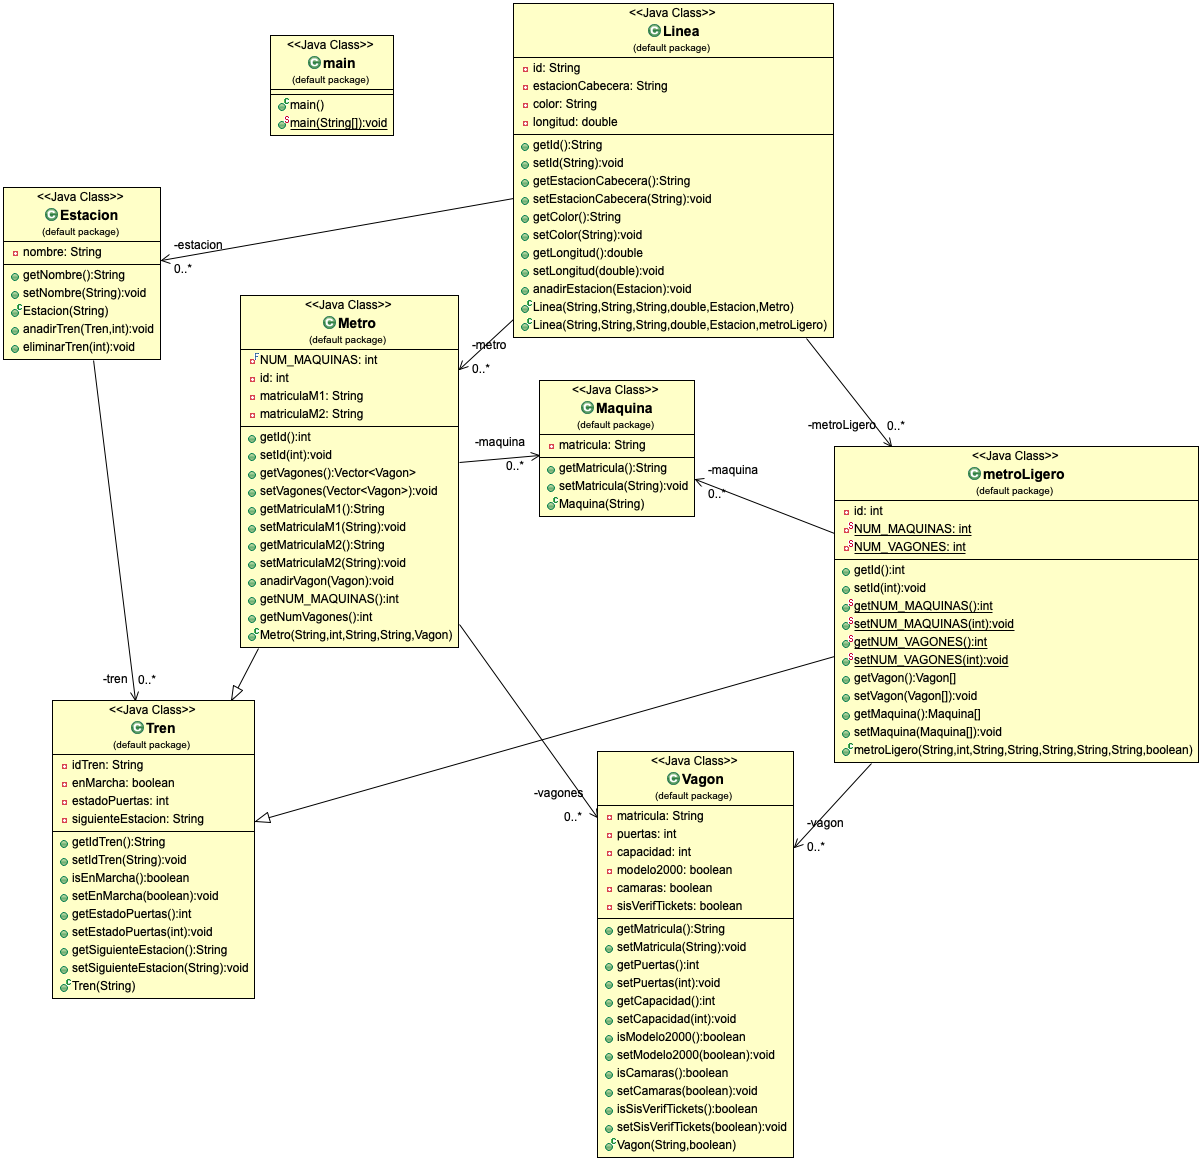 <<Java Class>>
main
(default package)
main()
main(String[]):void
<<Java Class>>
Linea
(default package)
id: String
estacionCabecera: String
color: String
longitud: double
getId():String
setId(String):void
getEstacionCabecera():String
setEstacionCabecera(String):void
getColor():String
setColor(String):void
getLongitud():double
setLongitud(double):void
anadirEstacion(Estacion):void
Linea(String,String,String,double,Estacion,Metro)
Linea(String,String,String,double,Estacion,metroLigero)
<<Java Class>>
Estacion
(default package)
nombre: String
getNombre():String
setNombre(String):void
Estacion(String)
anadirTren(Tren,int):void
eliminarTren(int):void
-estacion
0..*
<<Java Class>>
Metro
(default package)
NUM_MAQUINAS: int
id: int
matriculaM1: String
matriculaM2: String
getId():int
setId(int):void
getVagones():Vector<Vagon>
setVagones(Vector<Vagon>):void
getMatriculaM1():String
setMatriculaM1(String):void
getMatriculaM2():String
setMatriculaM2(String):void
anadirVagon(Vagon):void
getNUM_MAQUINAS():int
getNumVagones():int
Metro(String,int,String,String,Vagon)
-metro
0..*
<<Java Class>>
Maquina
(default package)
matricula: String
getMatricula():String
setMatricula(String):void
Maquina(String)
-maquina
0..*
-maquina
0..*
-metroLigero
0..*
<<Java Class>>
metroLigero
(default package)
id: int
NUM_MAQUINAS: int
NUM_VAGONES: int
getId():int
setId(int):void
getNUM_MAQUINAS():int
setNUM_MAQUINAS(int):void
getNUM_VAGONES():int
setNUM_VAGONES(int):void
getVagon():Vagon[]
setVagon(Vagon[]):void
getMaquina():Maquina[]
setMaquina(Maquina[]):void
metroLigero(String,int,String,String,String,String,String,boolean)
-tren
0..*
<<Java Class>>
Tren
(default package)
idTren: String
enMarcha: boolean
estadoPuertas: int
siguienteEstacion: String
getIdTren():String
setIdTren(String):void
isEnMarcha():boolean
setEnMarcha(boolean):void
getEstadoPuertas():int
setEstadoPuertas(int):void
getSiguienteEstacion():String
setSiguienteEstacion(String):void
Tren(String)
-vagones
0..*
-vagon
0..*
<<Java Class>>
Vagon
(default package)
matricula: String
puertas: int
capacidad: int
modelo2000: boolean
camaras: boolean
sisVerifTickets: boolean
getMatricula():String
setMatricula(String):void
getPuertas():int
setPuertas(int):void
getCapacidad():int
setCapacidad(int):void
isModelo2000():boolean
setModelo2000(boolean):void
isCamaras():boolean
setCamaras(boolean):void
isSisVerifTickets():boolean
setSisVerifTickets(boolean):void
Vagon(String,boolean)